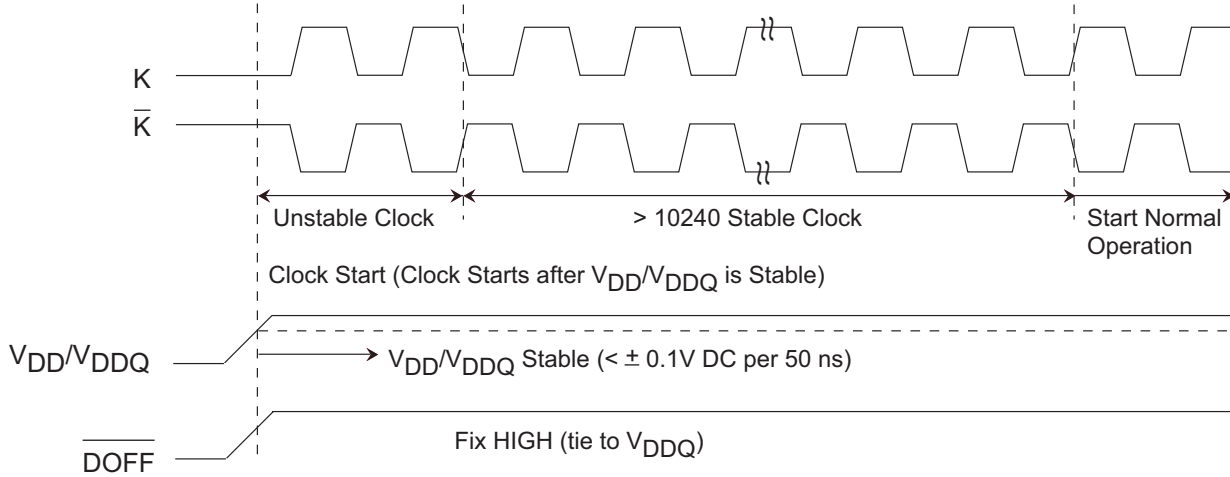 K
K̅
Unstable Clock
> 10240 Stable Clock
Start Normal
Operation
Clock Start (Clock Starts after VDD/VDDQ is Stable)
VDD/VDDQ
VDD/VDDQ Stable (< ± 0.1V DC per 50 ns)
Fix HIGH (tie to VDDQ)
D̅O̅F̅F̅